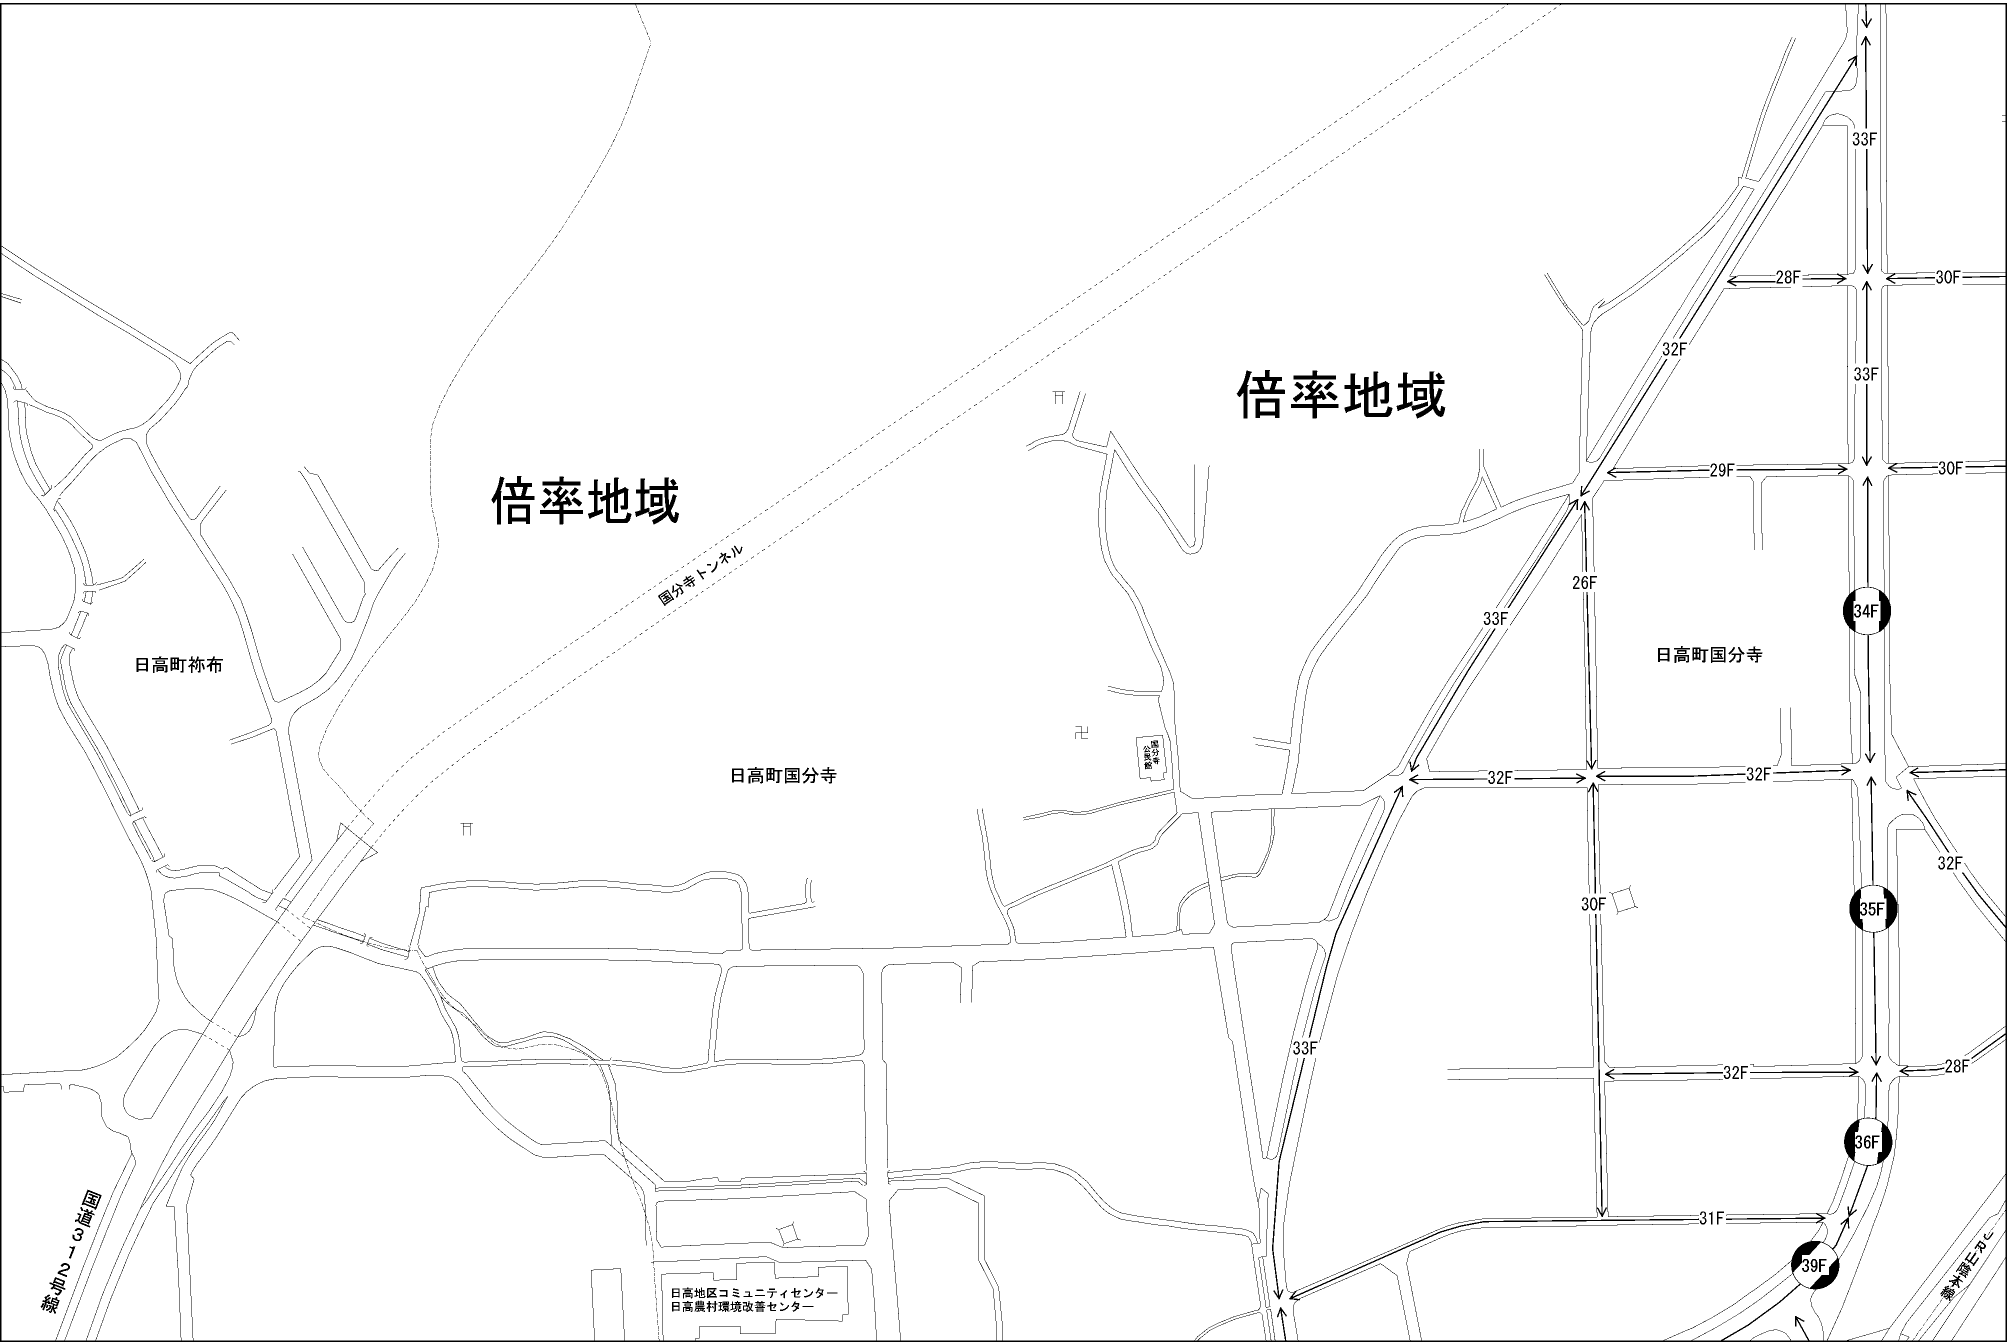 33F
28F
30F
32F
33F
倍率地域
29F
30F
倍率地域
国分寺トンネル
26F
34F
33F
日高町祢布
日高町国分寺
国分寺
公民館
日高町国分寺
32F
32F
32F
30F
35F
33F
32F
28F
36F
国道312号線
31F
39F
JR山陰本線
日高地区コミュニティセンター
日高農村環境改善センター